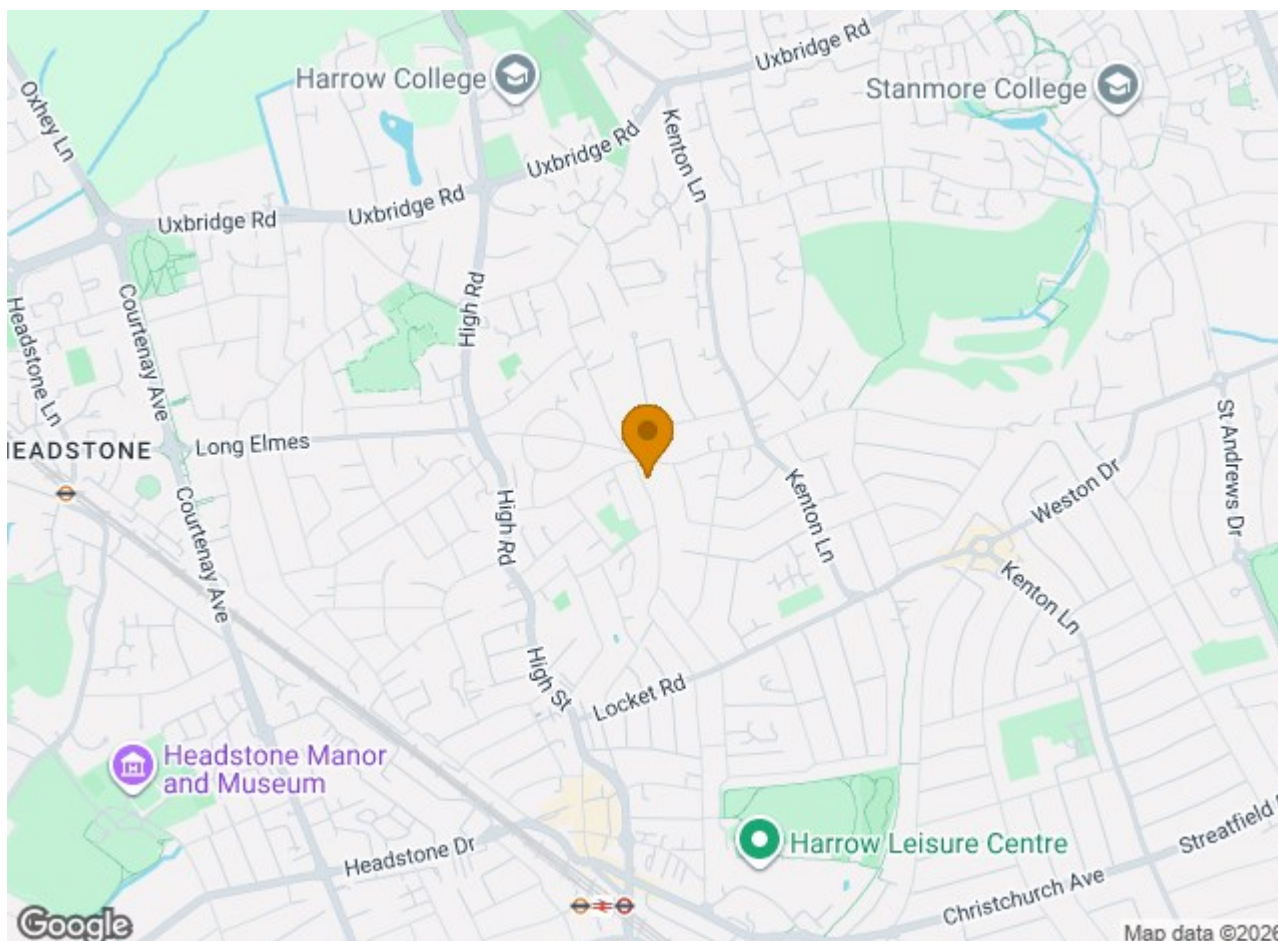 Uxbridge Rd
Harrow College
Stanmore College
Oxhey Ln
Kenton Ln
Uxbridge Rd
Uxbridge Rd
Uxbridge Rd
High Rd
Headstone Ln
Courtenay Ave
St Andrews Dr
Long Elmes
HEADSTONE
Kenton Ln
Weston Dr
High Rd
Courtenay Ave
Kenton Ln
High St
Locket Rd
Headstone Manor
and Museum
Harrow Leisure Centre
Streatfield
Headstone Dr
Christchurch Ave
Google
Map data ©2026